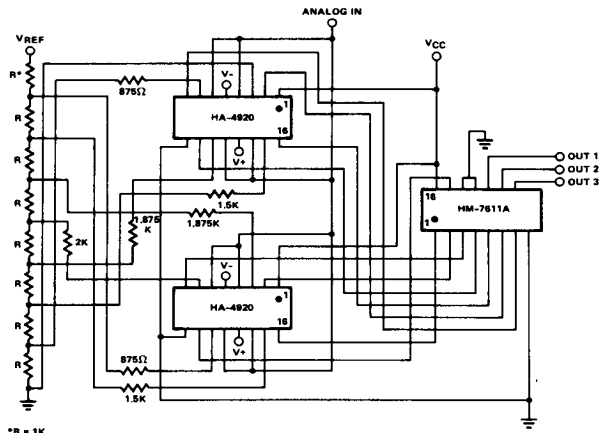 ANALOG IN
VREF
VCC
R*
875Ω
V-
1
HA-4920
16
V+
OUT 1
OUT 2
OUT 3
R
R
R
R
R
R
R
1.5K
1.875K
1.875
K
2K
16
1
HM-7611A
V-
1
HA-4920
16
V+
875Ω
1.5K
*R = 1K